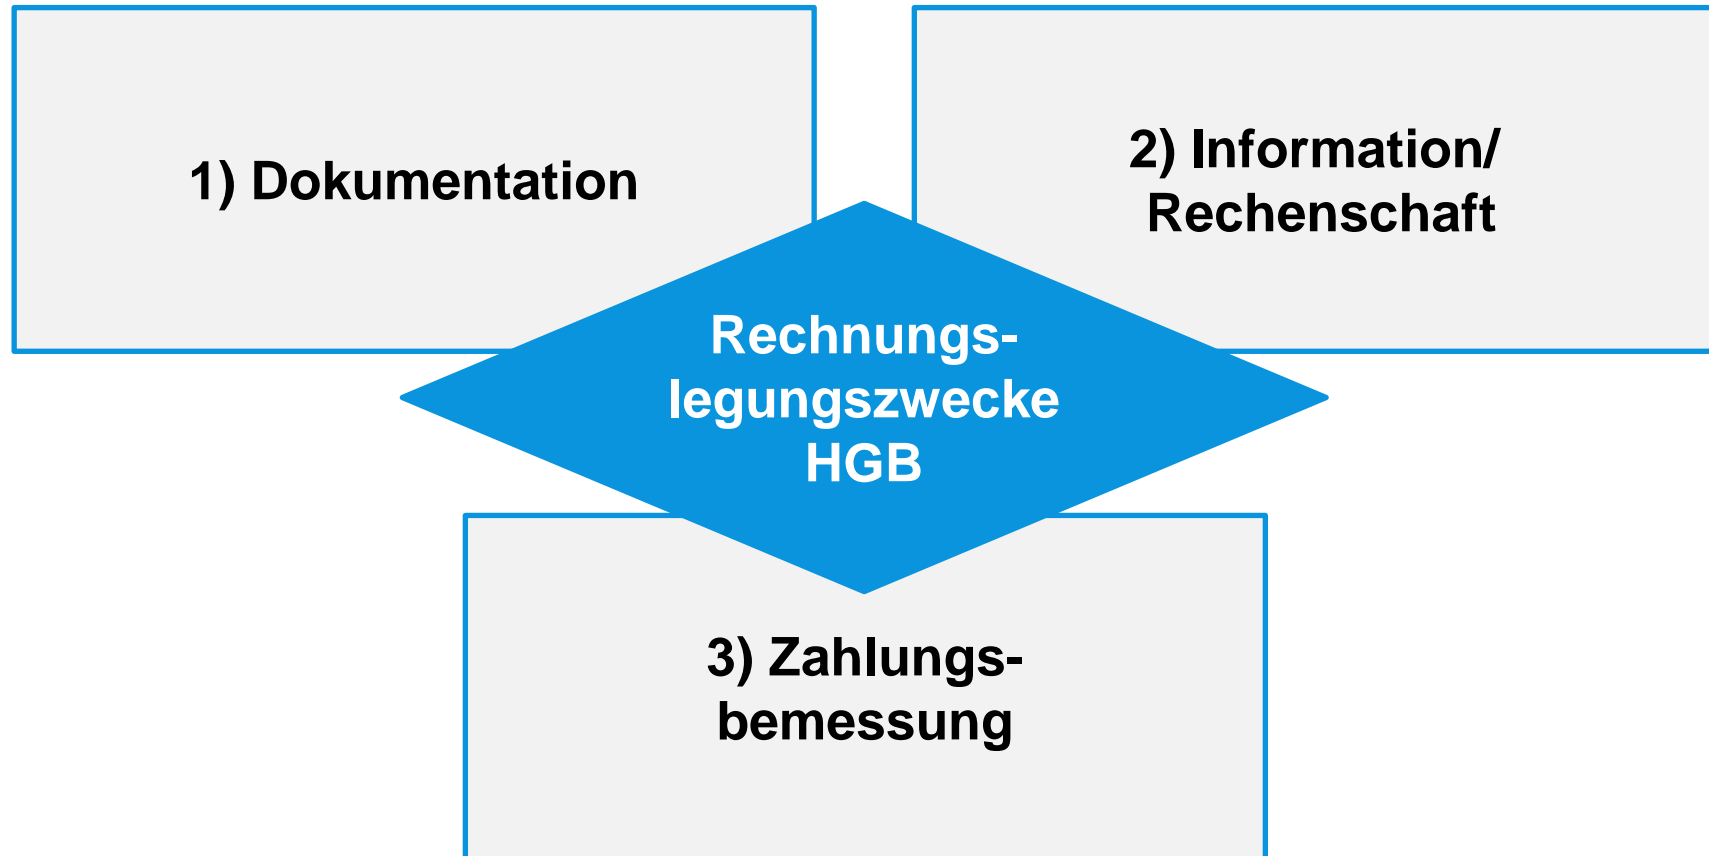 1) Dokumentation
2) Information/
Rechenschaft
Rechnungs-
legungszwecke
HGB
3) Zahlungs-
bemessung